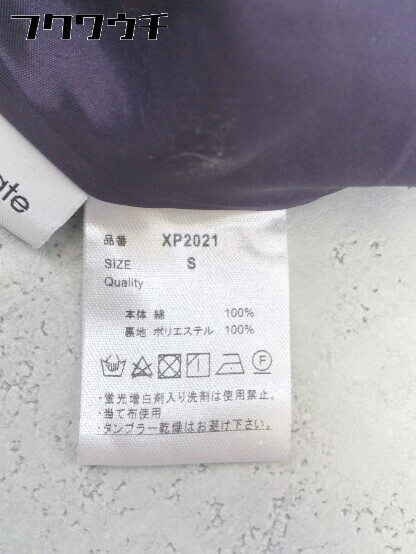 フクワウチ
ate
品番 XP2021
SIZE S
Quality
本体 綿 100%
裏地 ポリエステル 100%
F
・蛍光増白剤入り洗剤は使用禁止。
・当て布使用
・タンブラー乾燥はお避け下さい。